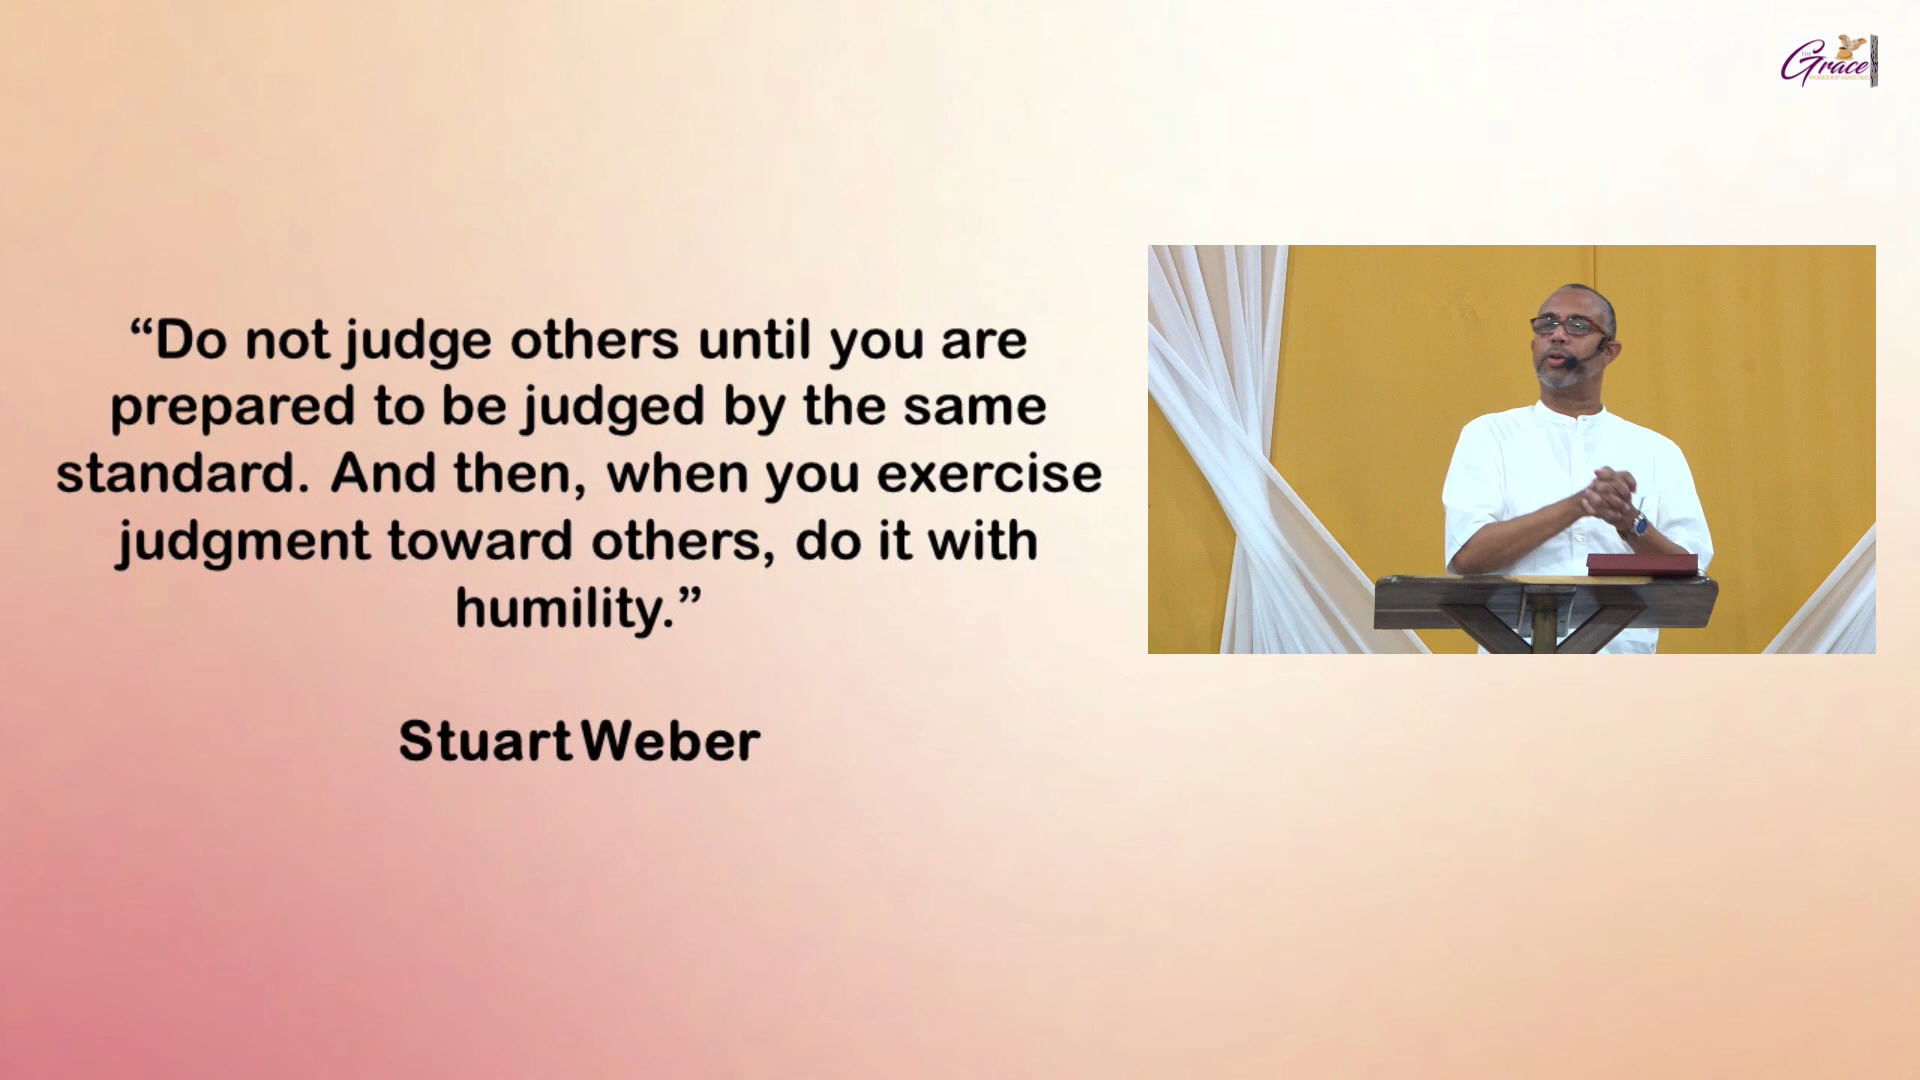 “Do not judge others until you are
prepared to be judged by the same
standard. And then, when you exercise
judgment toward others, do it with
humility.”
Stuart Weber
Grace